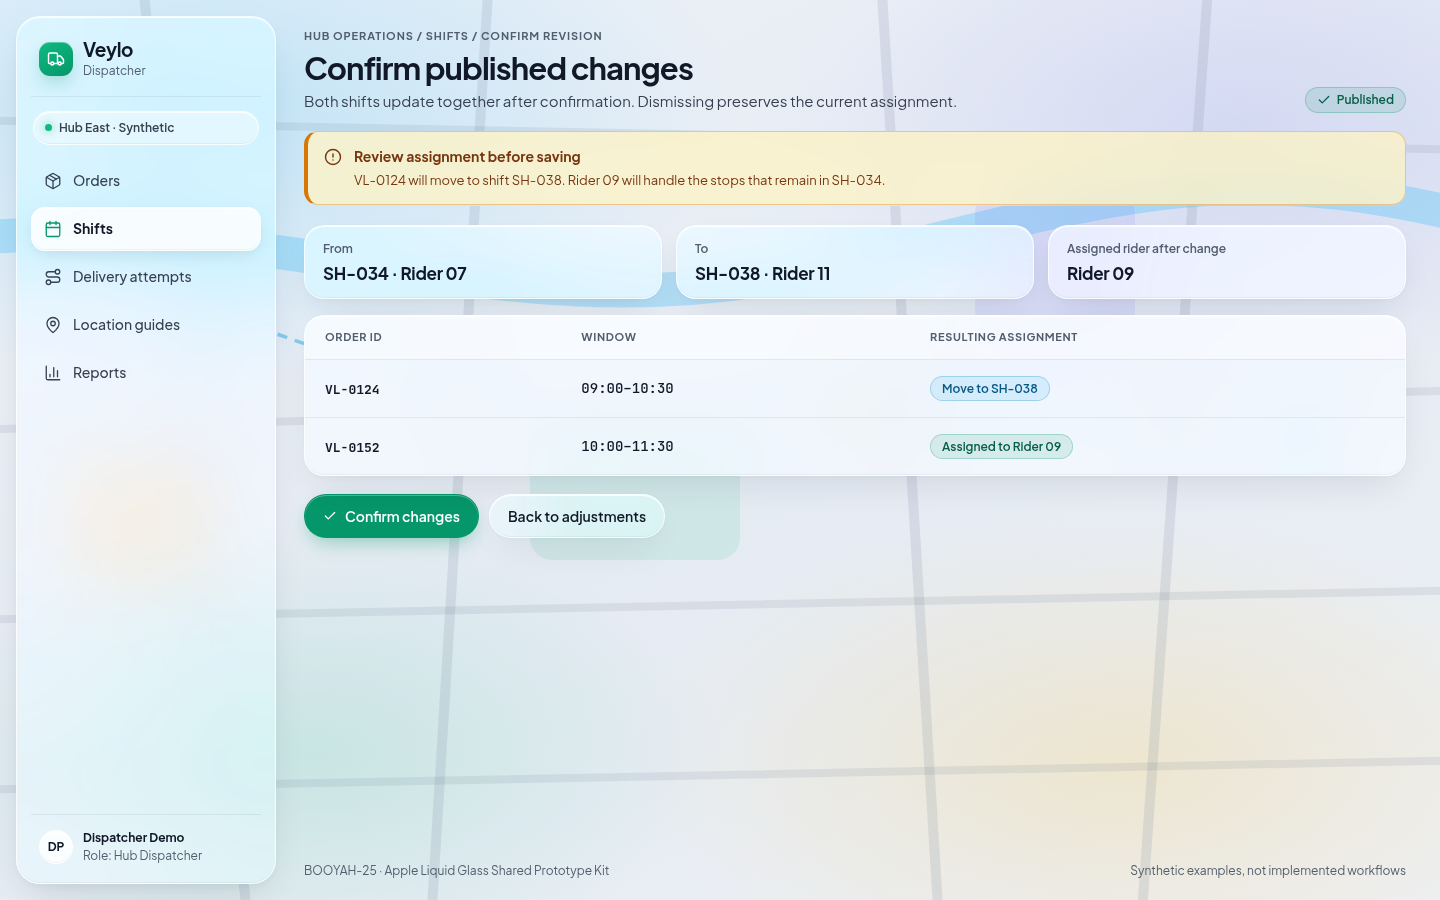 Veylo
Dispatcher
Hub East · Synthetic
Orders
Shifts
Delivery attempts
Location guides
Reports
DP
Dispatcher Demo
Role: Hub Dispatcher
HUB OPERATIONS / SHIFTS / CONFIRM REVISION
Confirm published changes
Both shifts update together after confirmation. Dismissing preserves the current assignment.
Published
Review assignment before saving
VL-0124 will move to shift SH-038. Rider 09 will handle the stops that remain in SH-034.
From
SH-034 · Rider 07
To
SH-038 · Rider 11
Assigned rider after change
Rider 09
ORDER ID WINDOW RESULTING ASSIGNMENT
VL-0124 09:00–10:30 Move to SH-038
VL-0152 10:00–11:30 Assigned to Rider 09
Confirm changes
Back to adjustments
BOOYAH-25 · Apple Liquid Glass Shared Prototype Kit
Synthetic examples, not implemented workflows